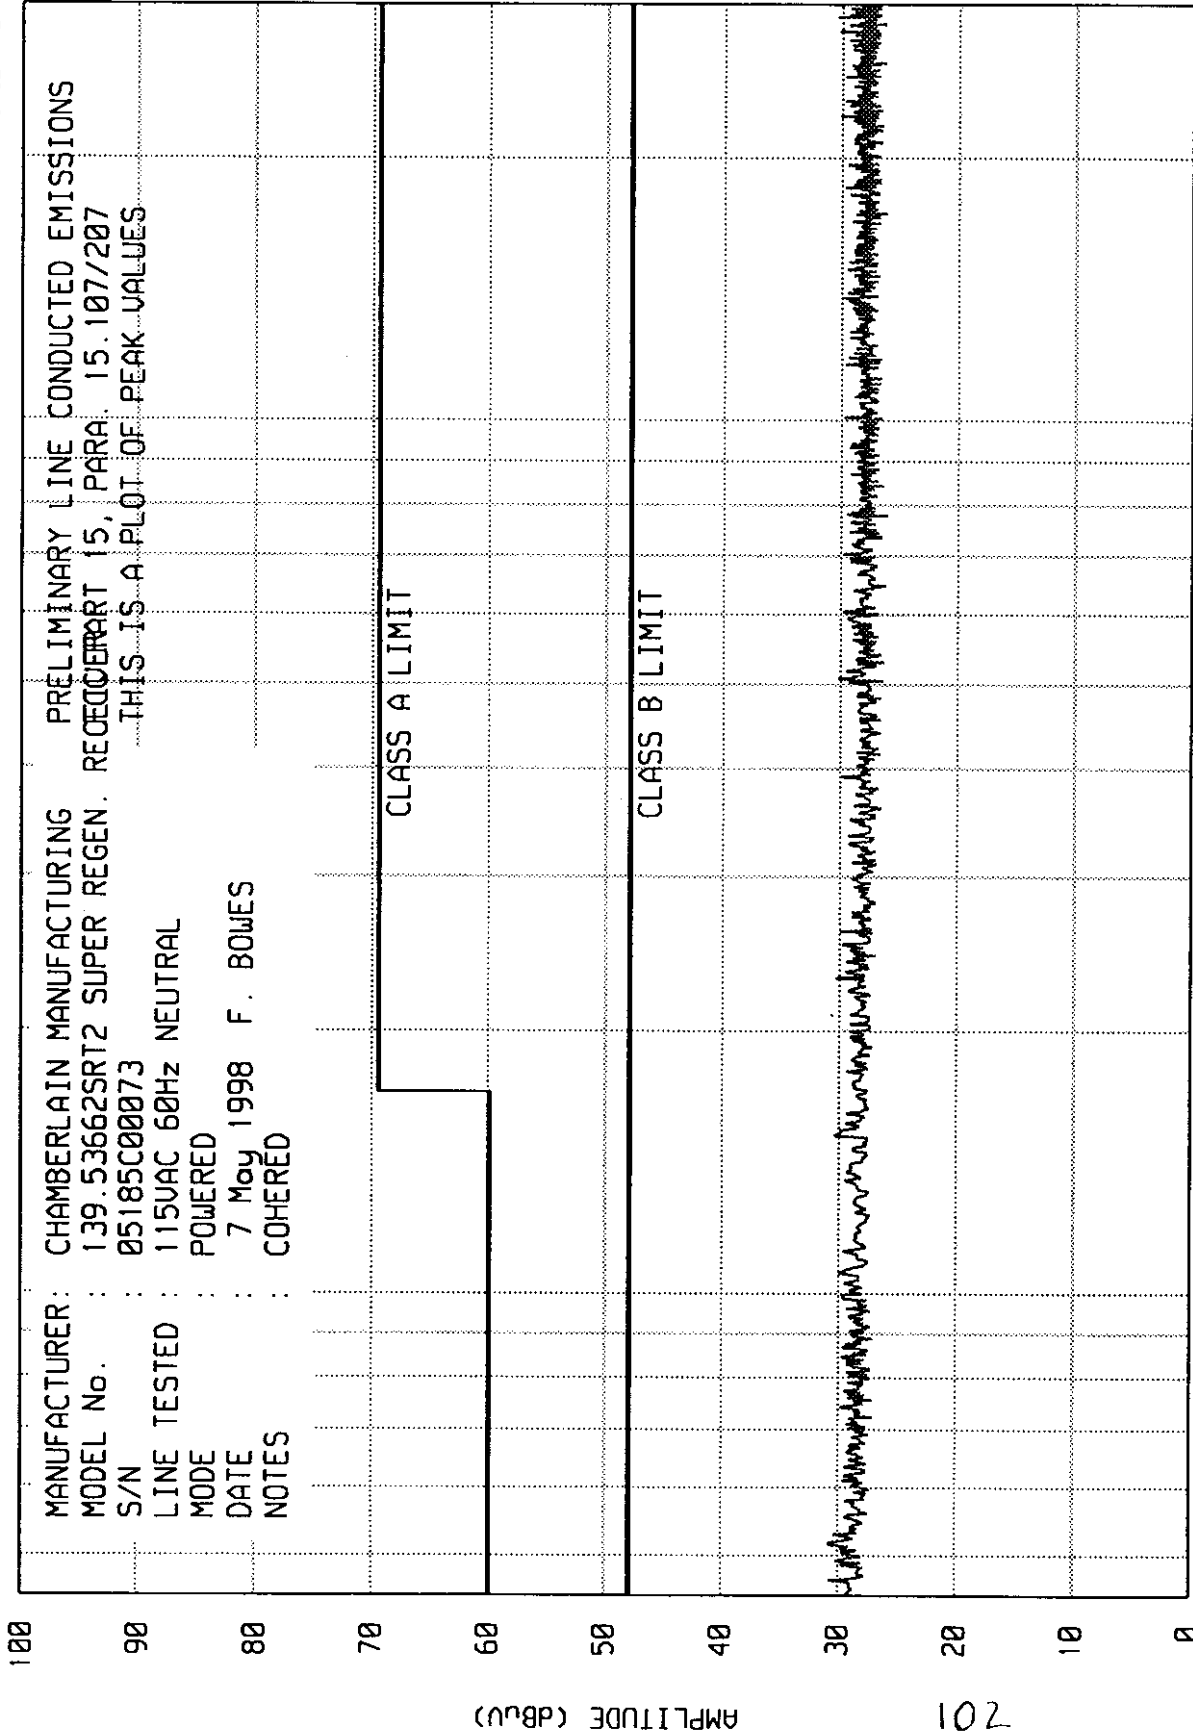 MANUFACTURER: CHAMBERLAIN MANUFACTURING PRELIMINARY LINE CONDUCTED EMISSIONS
MODEL No. : 139.53662SRT2 SUPER REGEN. PART 15, PARA. 15.107/207
S/N : 05185C00073 THIS IS A PLOT OF PEAK VALUES
LINE TESTED : 115VAC 60Hz NEUTRAL
MODE : POWERED
DATE : 7 May 1998 F. BOWES
NOTES : COHERED
CLASS A LIMIT
CLASS B LIMIT
100
90
80
70
60
50
40
30
20
10
0
AMPLITUDE (dBuV)
201